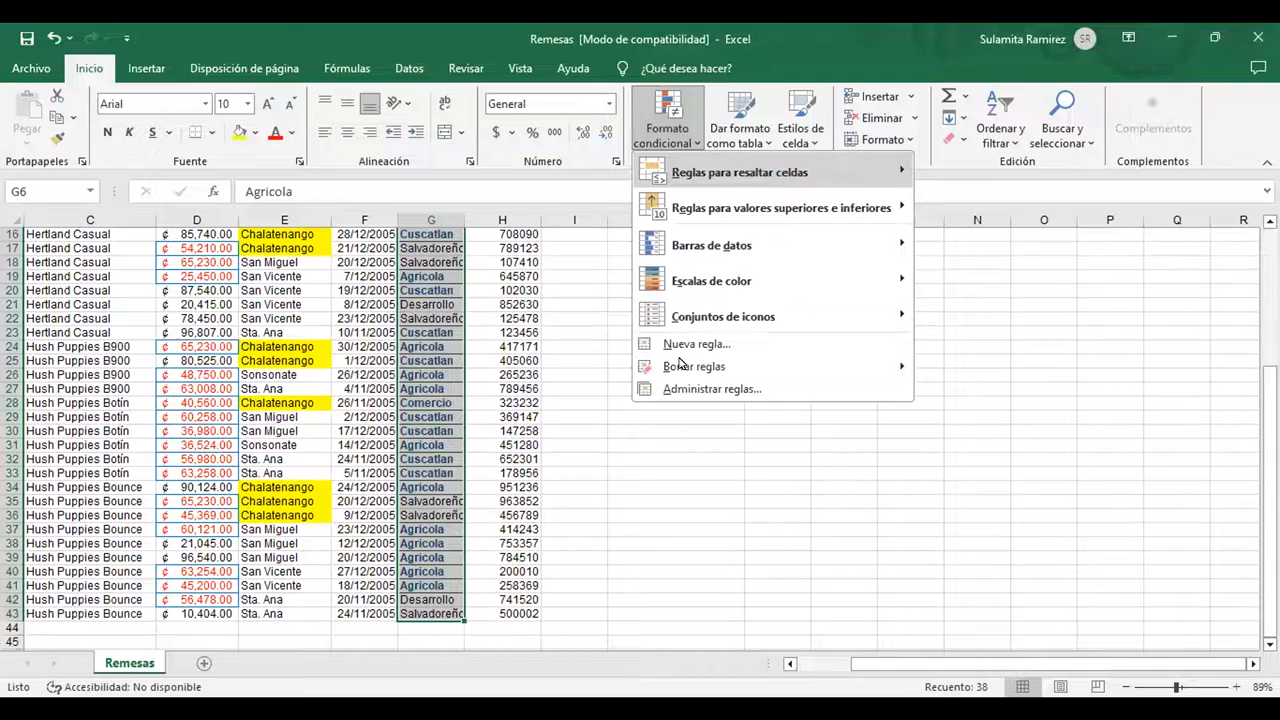 Remesas [Modo de compatibilidad] - Excel
Sulamita Ramirez SR
Archivo Inicio Insertar Disposición de página Fórmulas Datos Revisar Vista Ayuda ¿Qué desea hacer?
Pegar
Portapapeles
Arial 10
N K S
Fuente
Alineación
General
$ % 000
Número
Formato condicional
Dar formato como tabla
Estilos de celda
Insertar
Eliminar
Formato
Ordenar y filtrar
Buscar y seleccionar
Edición
Complementos
Complementos
G6 fx Agricola
Reglas para resaltar celdas
Reglas para valores superiores e inferiores
Barras de datos
Escalas de color
Conjuntos de iconos
Nueva regla...
Borrar reglas
Administrar reglas...
C D E F G H I N O P Q R
16 Hertland Casual ¢ 85,740.00 Chalatenango 28/12/2005 Cuscatlan 708090
17 Hertland Casual ¢ 54,210.00 Chalatenango 21/12/2005 Salvadoreño 789123
18 Hertland Casual ¢ 65,230.00 San Miguel 20/12/2005 Salvadoreño 107410
19 Hertland Casual ¢ 25,450.00 San Vicente 7/12/2005 Agricola 645870
20 Hertland Casual ¢ 87,540.00 San Vicente 19/12/2005 Cuscatlan 102030
21 Hertland Casual ¢ 20,415.00 San Vicente 8/12/2005 Desarrollo 852630
22 Hertland Casual ¢ 78,450.00 San Vicente 23/12/2005 Salvadoreño 125478
23 Hertland Casual ¢ 96,807.00 Sta. Ana 10/11/2005 Cuscatlan 123456
24 Hush Puppies B900 ¢ 65,230.00 Chalatenango 30/12/2005 Agricola 417171
25 Hush Puppies B900 ¢ 80,525.00 Chalatenango 1/12/2005 Cuscatlan 405060
26 Hush Puppies B900 ¢ 48,750.00 Sonsonate 26/12/2005 Agricola 265236
27 Hush Puppies B900 ¢ 63,008.00 Sta. Ana 4/11/2005 Cuscatlan 789456
28 Hush Puppies Botín ¢ 40,560.00 Chalatenango 26/11/2005 Comercio 323232
29 Hush Puppies Botín ¢ 60,258.00 San Miguel 2/12/2005 Cuscatlan 369147
30 Hush Puppies Botín ¢ 36,980.00 San Miguel 17/12/2005 Cuscatlan 147258
31 Hush Puppies Botín ¢ 36,524.00 Sonsonate 14/12/2005 Agricola 451280
32 Hush Puppies Botín ¢ 56,980.00 Sta. Ana 24/11/2005 Cuscatlan 652301
33 Hush Puppies Botín ¢ 63,258.00 Sta. Ana 5/11/2005 Cuscatlan 178956
34 Hush Puppies Bounce ¢ 90,124.00 Chalatenango 24/12/2005 Agricola 951236
35 Hush Puppies Bounce ¢ 65,230.00 Chalatenango 20/12/2005 Salvadoreño 963852
36 Hush Puppies Bounce ¢ 45,369.00 Chalatenango 9/12/2005 Salvadoreño 456789
37 Hush Puppies Bounce ¢ 60,121.00 San Miguel 23/12/2005 Agricola 414243
38 Hush Puppies Bounce ¢ 21,045.00 San Miguel 12/12/2005 Agricola 753357
39 Hush Puppies Bounce ¢ 96,540.00 San Miguel 20/12/2005 Agricola 784510
40 Hush Puppies Bounce ¢ 63,254.00 San Vicente 27/12/2005 Agricola 200010
41 Hush Puppies Bounce ¢ 45,200.00 San Vicente 18/12/2005 Agricola 258369
42 Hush Puppies Bounce ¢ 56,478.00 Sta. Ana 20/11/2005 Desarrollo 741520
43 Hush Puppies Bounce ¢ 10,404.00 Sta. Ana 24/11/2005 Salvadoreño 500002
44
45
Remesas
Listo Accesibilidad: No disponible Recuento: 38 89%